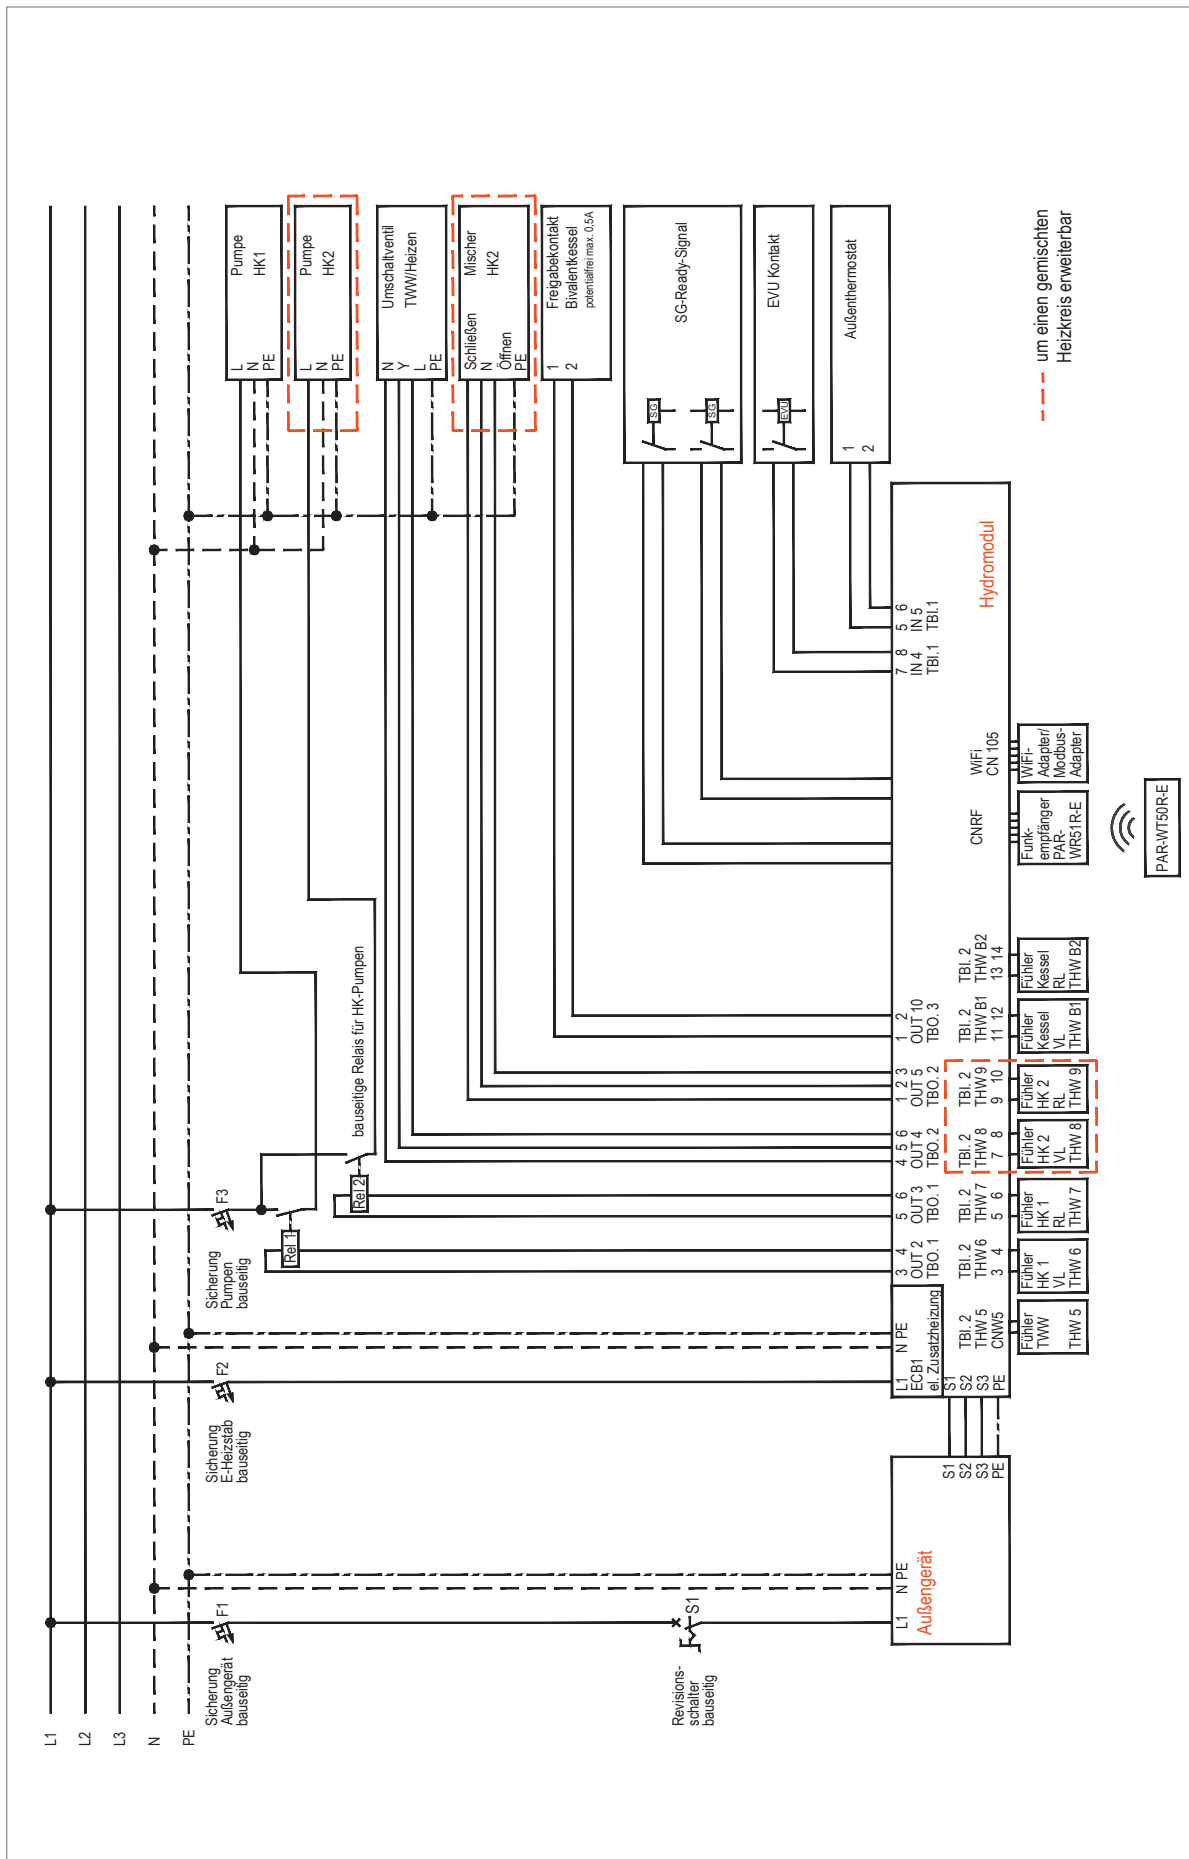 L1
L2
L3
N
PE
Sicherung
Außengerät
bauseitig
F1
Sicherung
E-Heizstab
bauseitig
F2
Sicherung
Pumpen
bauseitig
F3
Rel 1
Rel 2
bauseitige Relais für HK-Pumpen
Revisions-
schalter
bauseitig
S1
Pumpe
HK1
L
N
PE
Pumpe
HK2
L
N
PE
Umschaltventil
TWW/Heizen
N
Y
L
PE
Mischer
HK2
Schließen
N
Öffnen
PE
Freigabekontakt
Bivalentkessel
potentialfrei max. 0,5A
1
2
SG-Ready-Signal
SG
SG
EVU Kontakt
EVU
Außenthermostat
1
2
um einen gemischten
Heizkreis erweiterbar
Außengerät
L1
N PE
S1
S2
S3
PE
Hydromodul
L1 N PE
ECB1
el. Zusatzheizung
S1
S2
S3
PE
3 4
OUT 2
TBO. 1
5 6
OUT 3
TBO. 1
4 5 6
OUT 4
TBO. 2
1 2 3
OUT 5
TBO. 2
1 2
OUT 10
TBO. 3
7 8
IN 4
TBI.1
5 6
IN 5
TBI.1
TBI. 2
THW 5
CNW5
TBI. 2
THW 6
3 4
TBI. 2
THW 7
5 6
TBI. 2
THW 8
7 8
TBI. 2
THW 9
9 10
TBI. 2
THW B1
11 12
TBI. 2
THW B2
13 14
CNRF
WiFi
CN 105
Fühler
TWW
THW 5
Fühler
HK 1
VL
THW 6
Fühler
HK 1
RL
THW 7
Fühler
HK 2
VL
THW 8
Fühler
HK 2
RL
THW 9
Fühler
Kessel
VL
THW B1
Fühler
Kessel
RL
THW B2
Funk-
empfänger
PAR-
WR51R-E
WiFi-
Adapter/
Modbus-
Adapter
PAR-WT50R-E